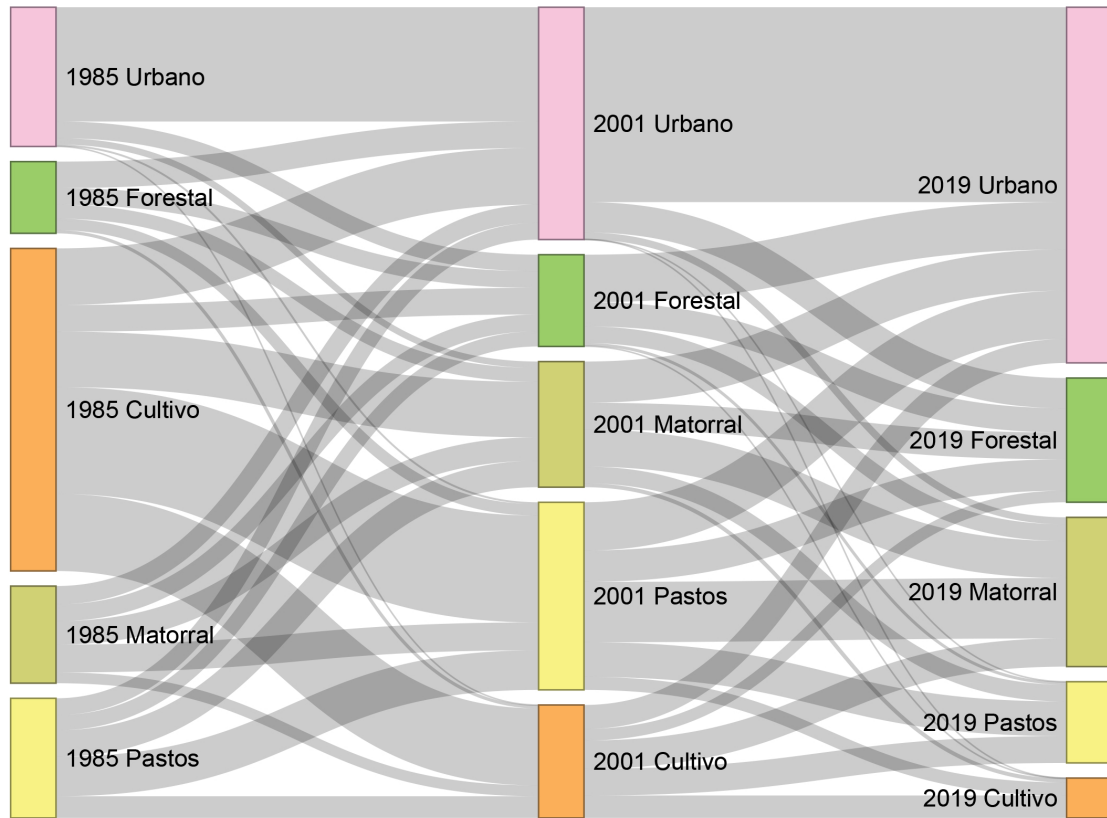 1985 Urbano
1985 Forestal
1985 Cultivo
1985 Matorral
1985 Pastos
2001 Urbano
2001 Forestal
2001 Matorral
2001 Pastos
2001 Cultivo
2019 Urbano
2019 Forestal
2019 Matorral
2019 Pastos
2019 Cultivo